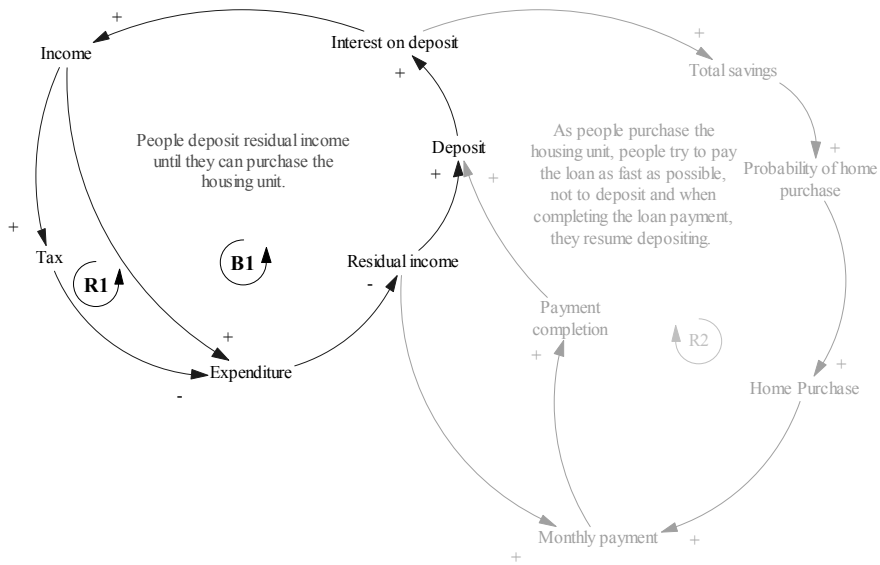 +
Income
Interest on deposit
+
+
Total savings
People deposit residual income
until they can purchase the
housing unit.
Deposit
+
+
As people purchase the
housing unit, people try to pay
the loan as fast as possible,
not to deposit and when
completing the loan payment,
they resume depositing.
+
Probability of home
purchase
+
Tax
R1
B1
Residual income
-
Payment
completion
+
+
Expenditure
-
R2
+
Home Purchase
Monthly payment
+
+